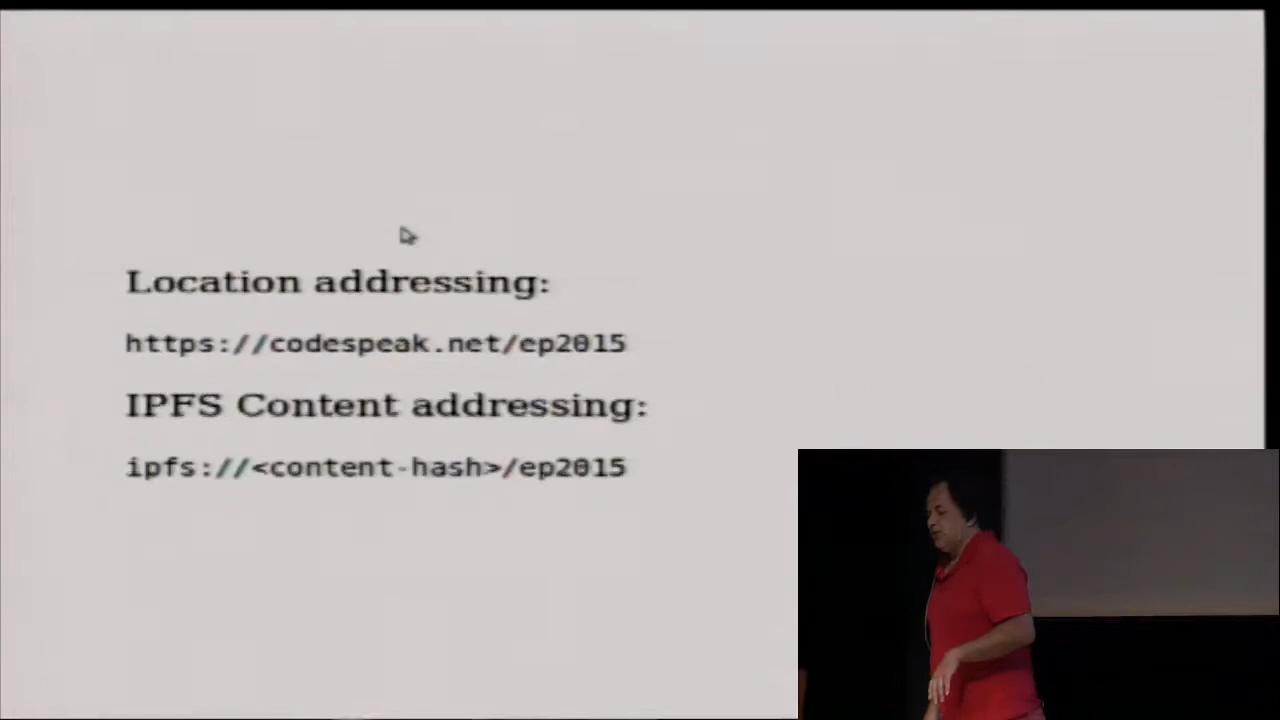 Location addressing:
https://codespeak.net/ep2015
IPFS Content addressing:
ipfs://<content-hash>/ep2015